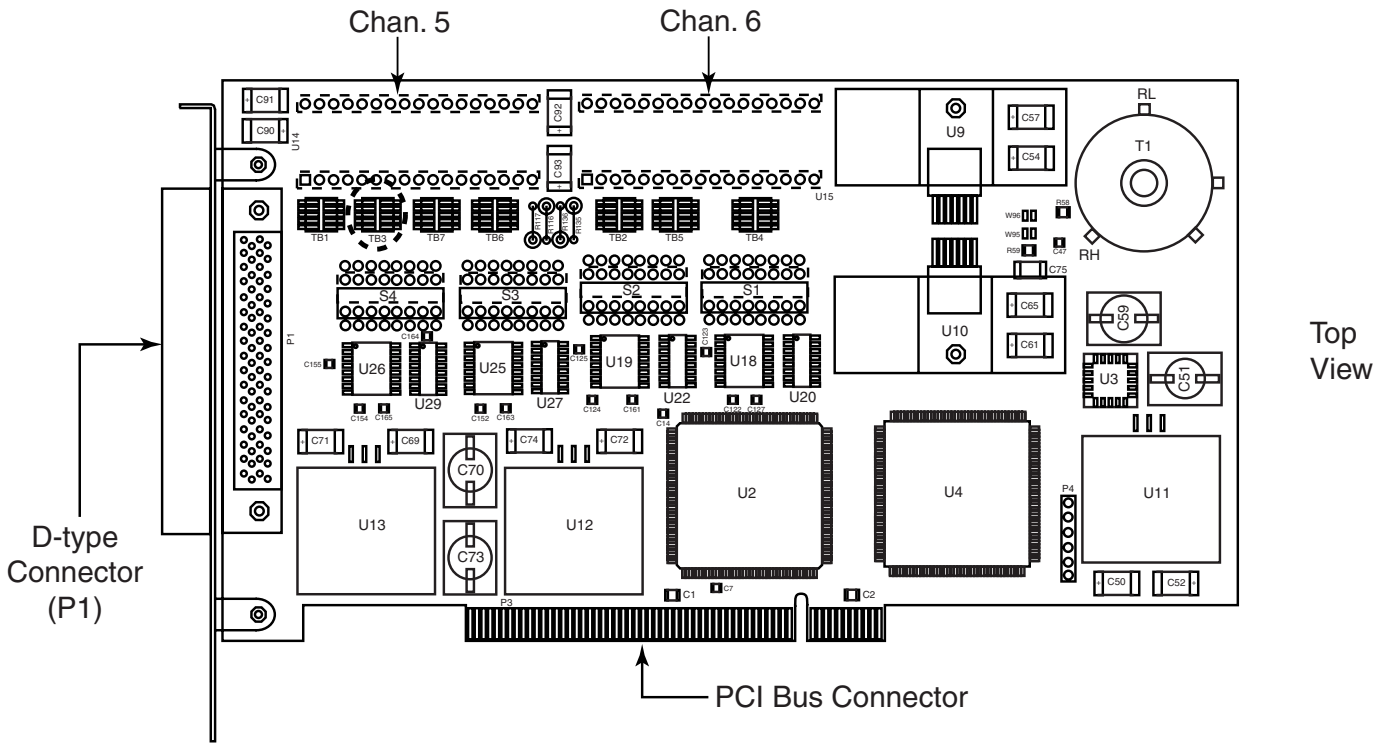 Chan. 5
Chan. 6
C91
C90
U14
C92
C93
U15
U9
C57
C54
RL
T1
RH
R58
W96
W95
R59
C47
C75
TB1
TB3
TB7
TB6
R117
R116
R136
R135
TB2
TB5
TB4
S4
S3
S2
S1
P1
C164
C155
U26
U29
C154
C165
U25
U27
C152
C163
C125
U19
U22
C124
C161
C14
C123
U18
U20
C122
C127
U10
C65
C61
C59
C51
U3
Top
View
C71
C69
C70
C74
C72
C73
U13
U12
U2
U4
P4
U11
C50
C52
D-type
Connector
(P1)
P3
C1
C7
C2
PCI Bus Connector